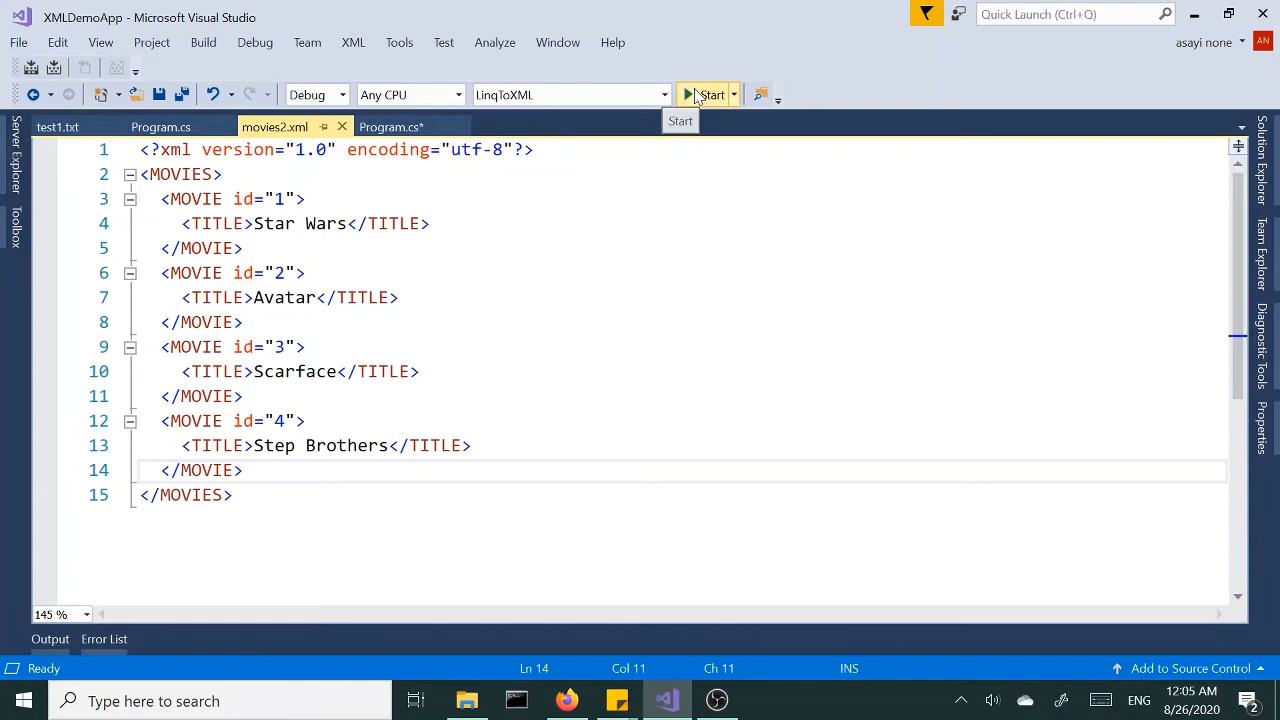 XMLDemoApp - Microsoft Visual Studio
Quick Launch (Ctrl+Q)
File Edit View Project Build Debug Team XML Tools Test Analyze Window Help
asayi none
AN
Debug Any CPU LinqToXML Start
Start
test1.txt Program.cs movies2.xml Program.cs*
Server Explorer
Toolbox
Solution Explorer
Team Explorer
Diagnostic Tools
Properties
1 <?xml version="1.0" encoding="utf-8"?>
2 <MOVIES>
3 <MOVIE id="1">
4 <TITLE>Star Wars</TITLE>
5 </MOVIE>
6 <MOVIE id="2">
7 <TITLE>Avatar</TITLE>
8 </MOVIE>
9 <MOVIE id="3">
10 <TITLE>Scarface</TITLE>
11 </MOVIE>
12 <MOVIE id="4">
13 <TITLE>Step Brothers</TITLE>
14 </MOVIE>
15 </MOVIES>
145 %
Output Error List
Ready Ln 14 Col 11 Ch 11 INS Add to Source Control
Type here to search
ENG
12:05 AM
8/26/2020
2